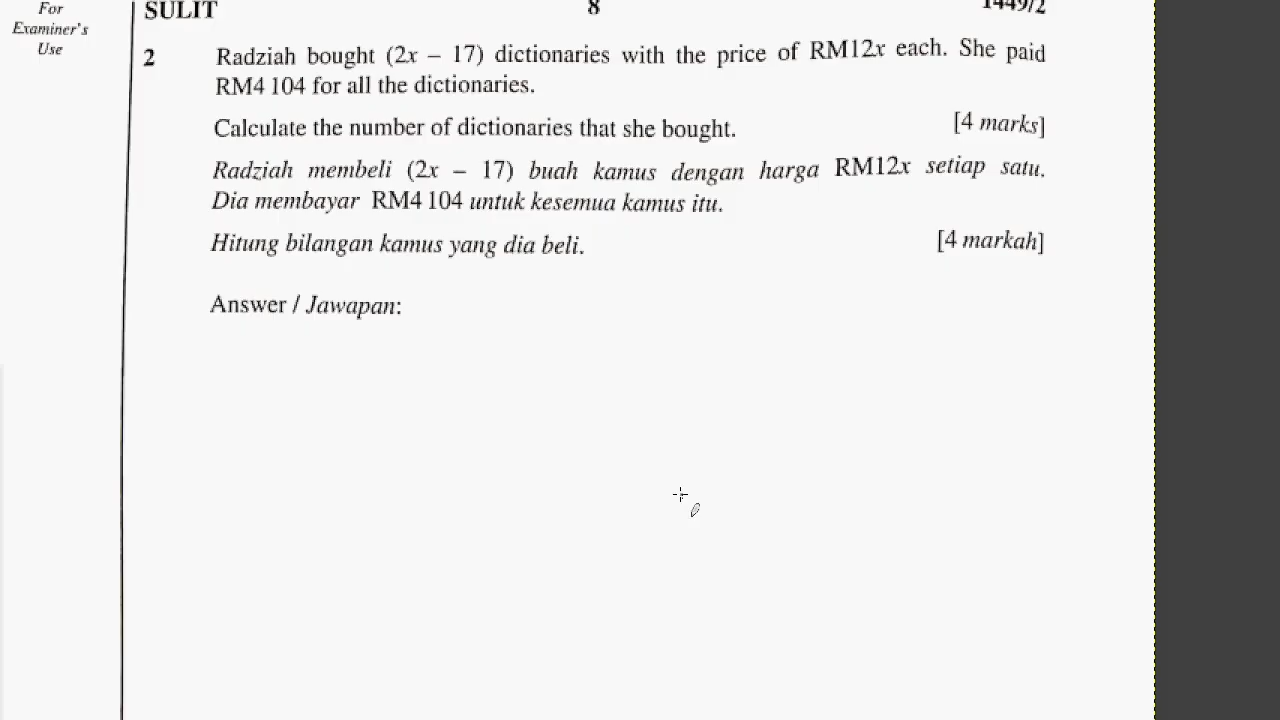 For
Examiner's
Use
SULIT 8 1449/2
2 Radziah bought (2x – 17) dictionaries with the price of RM12x each. She paid
RM4 104 for all the dictionaries.
Calculate the number of dictionaries that she bought. [4 marks]
Radziah membeli (2x – 17) buah kamus dengan harga RM12x setiap satu.
Dia membayar RM4 104 untuk kesemua kamus itu.
Hitung bilangan kamus yang dia beli. [4 markah]
Answer / Jawapan: